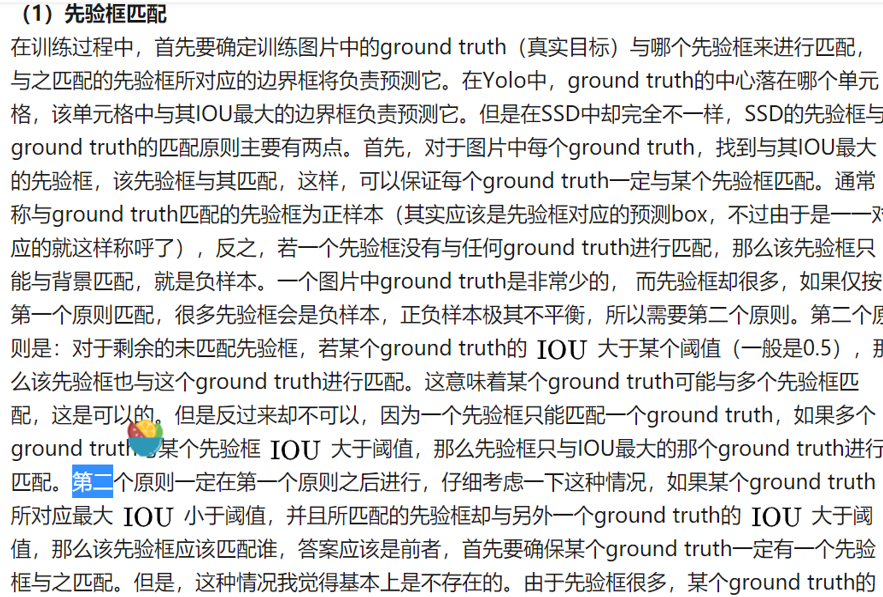 （1）先验框匹配
在训练过程中，首先要确定训练图片中的ground truth（真实目标）与哪个先验框来进行匹配，
与之匹配的先验框所对应的边界框将负责预测它。在Yolo中，ground truth的中心落在哪个单元
格，该单元格中与其IOU最大的边界框负责预测它。但是在SSD中却完全不一样，SSD的先验框与
ground truth的匹配原则主要有两点。首先，对于图片中每个ground truth，找到与其IOU最大
的先验框，该先验框与其匹配，这样，可以保证每个ground truth一定与某个先验框匹配。通常
称与ground truth匹配的先验框为正样本（其实应该是先验框对应的预测box，不过由于是一一对
应的就这样称呼了），反之，若一个先验框没有与任何ground truth进行匹配，那么该先验框只
能与背景匹配，就是负样本。一个图片中ground truth是非常少的， 而先验框却很多，如果仅按
第一个原则匹配，很多先验框会是负样本，正负样本极其不平衡，所以需要第二个原则。第二个原
则是：对于剩余的未匹配先验框，若某个ground truth的 IOU 大于某个阈值（一般是0.5），那
么该先验框也与这个ground truth进行匹配。这意味着某个ground truth可能与多个先验框匹
配，这是可以的。但是反过来却不可以，因为一个先验框只能匹配一个ground truth，如果多个
ground truth某个先验框 IOU 大于阈值，那么先验框只与IOU最大的那个ground truth进行
匹配。第二个原则一定在第一个原则之后进行，仔细考虑一下这种情况，如果某个ground truth
所对应最大 IOU 小于阈值，并且所匹配的先验框却与另外一个ground truth的 IOU 大于阈
值，那么该先验框应该匹配谁，答案应该是前者，首先要确保某个ground truth一定有一个先验
框与之匹配。但是，这种情况我觉得基本上是不存在的。由于先验框很多，某个ground truth的